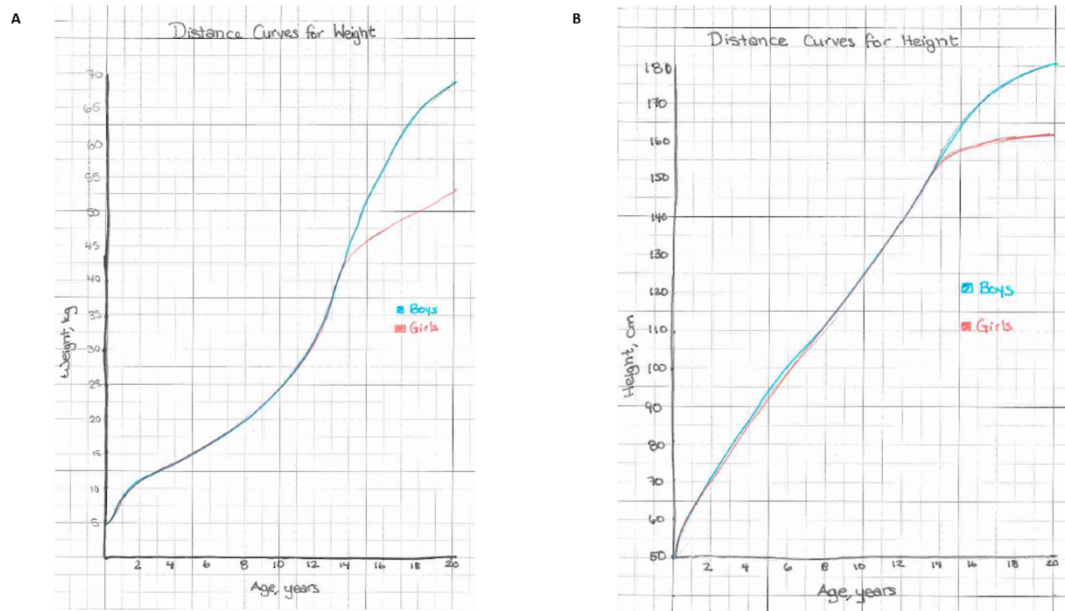 A
Distance Curves for Weight
70
65
60
55
50
45
40
35
30
25
20
15
10
5
Weight, kg
Boys
Girls
2 4 6 8 10 12 14 16 18 20
Age, years
B
Distance Curves for Height
180
170
160
150
140
130
120
110
100
90
80
70
60
50
Height, cm
Boys
Girls
2 4 6 8 10 12 14 16 18 20
Age, years